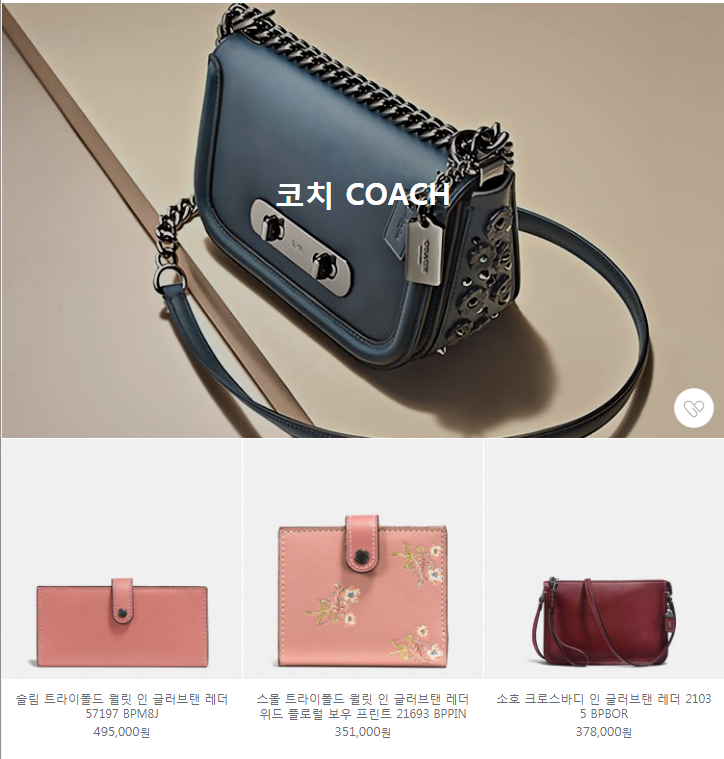 코치 COACH
COACH
슬림 트라이폴드 월릿 인 글러브탠 레더
57197 BPM8J
495,000원
스몰 트라이폴드 월릿 인 글러브탠 레더
위드 플로럴 보우 프린트 21693 BPPIN
351,000원
소호 크로스바디 인 글러브탠 레더 2103
5 BPBOR
378,000원